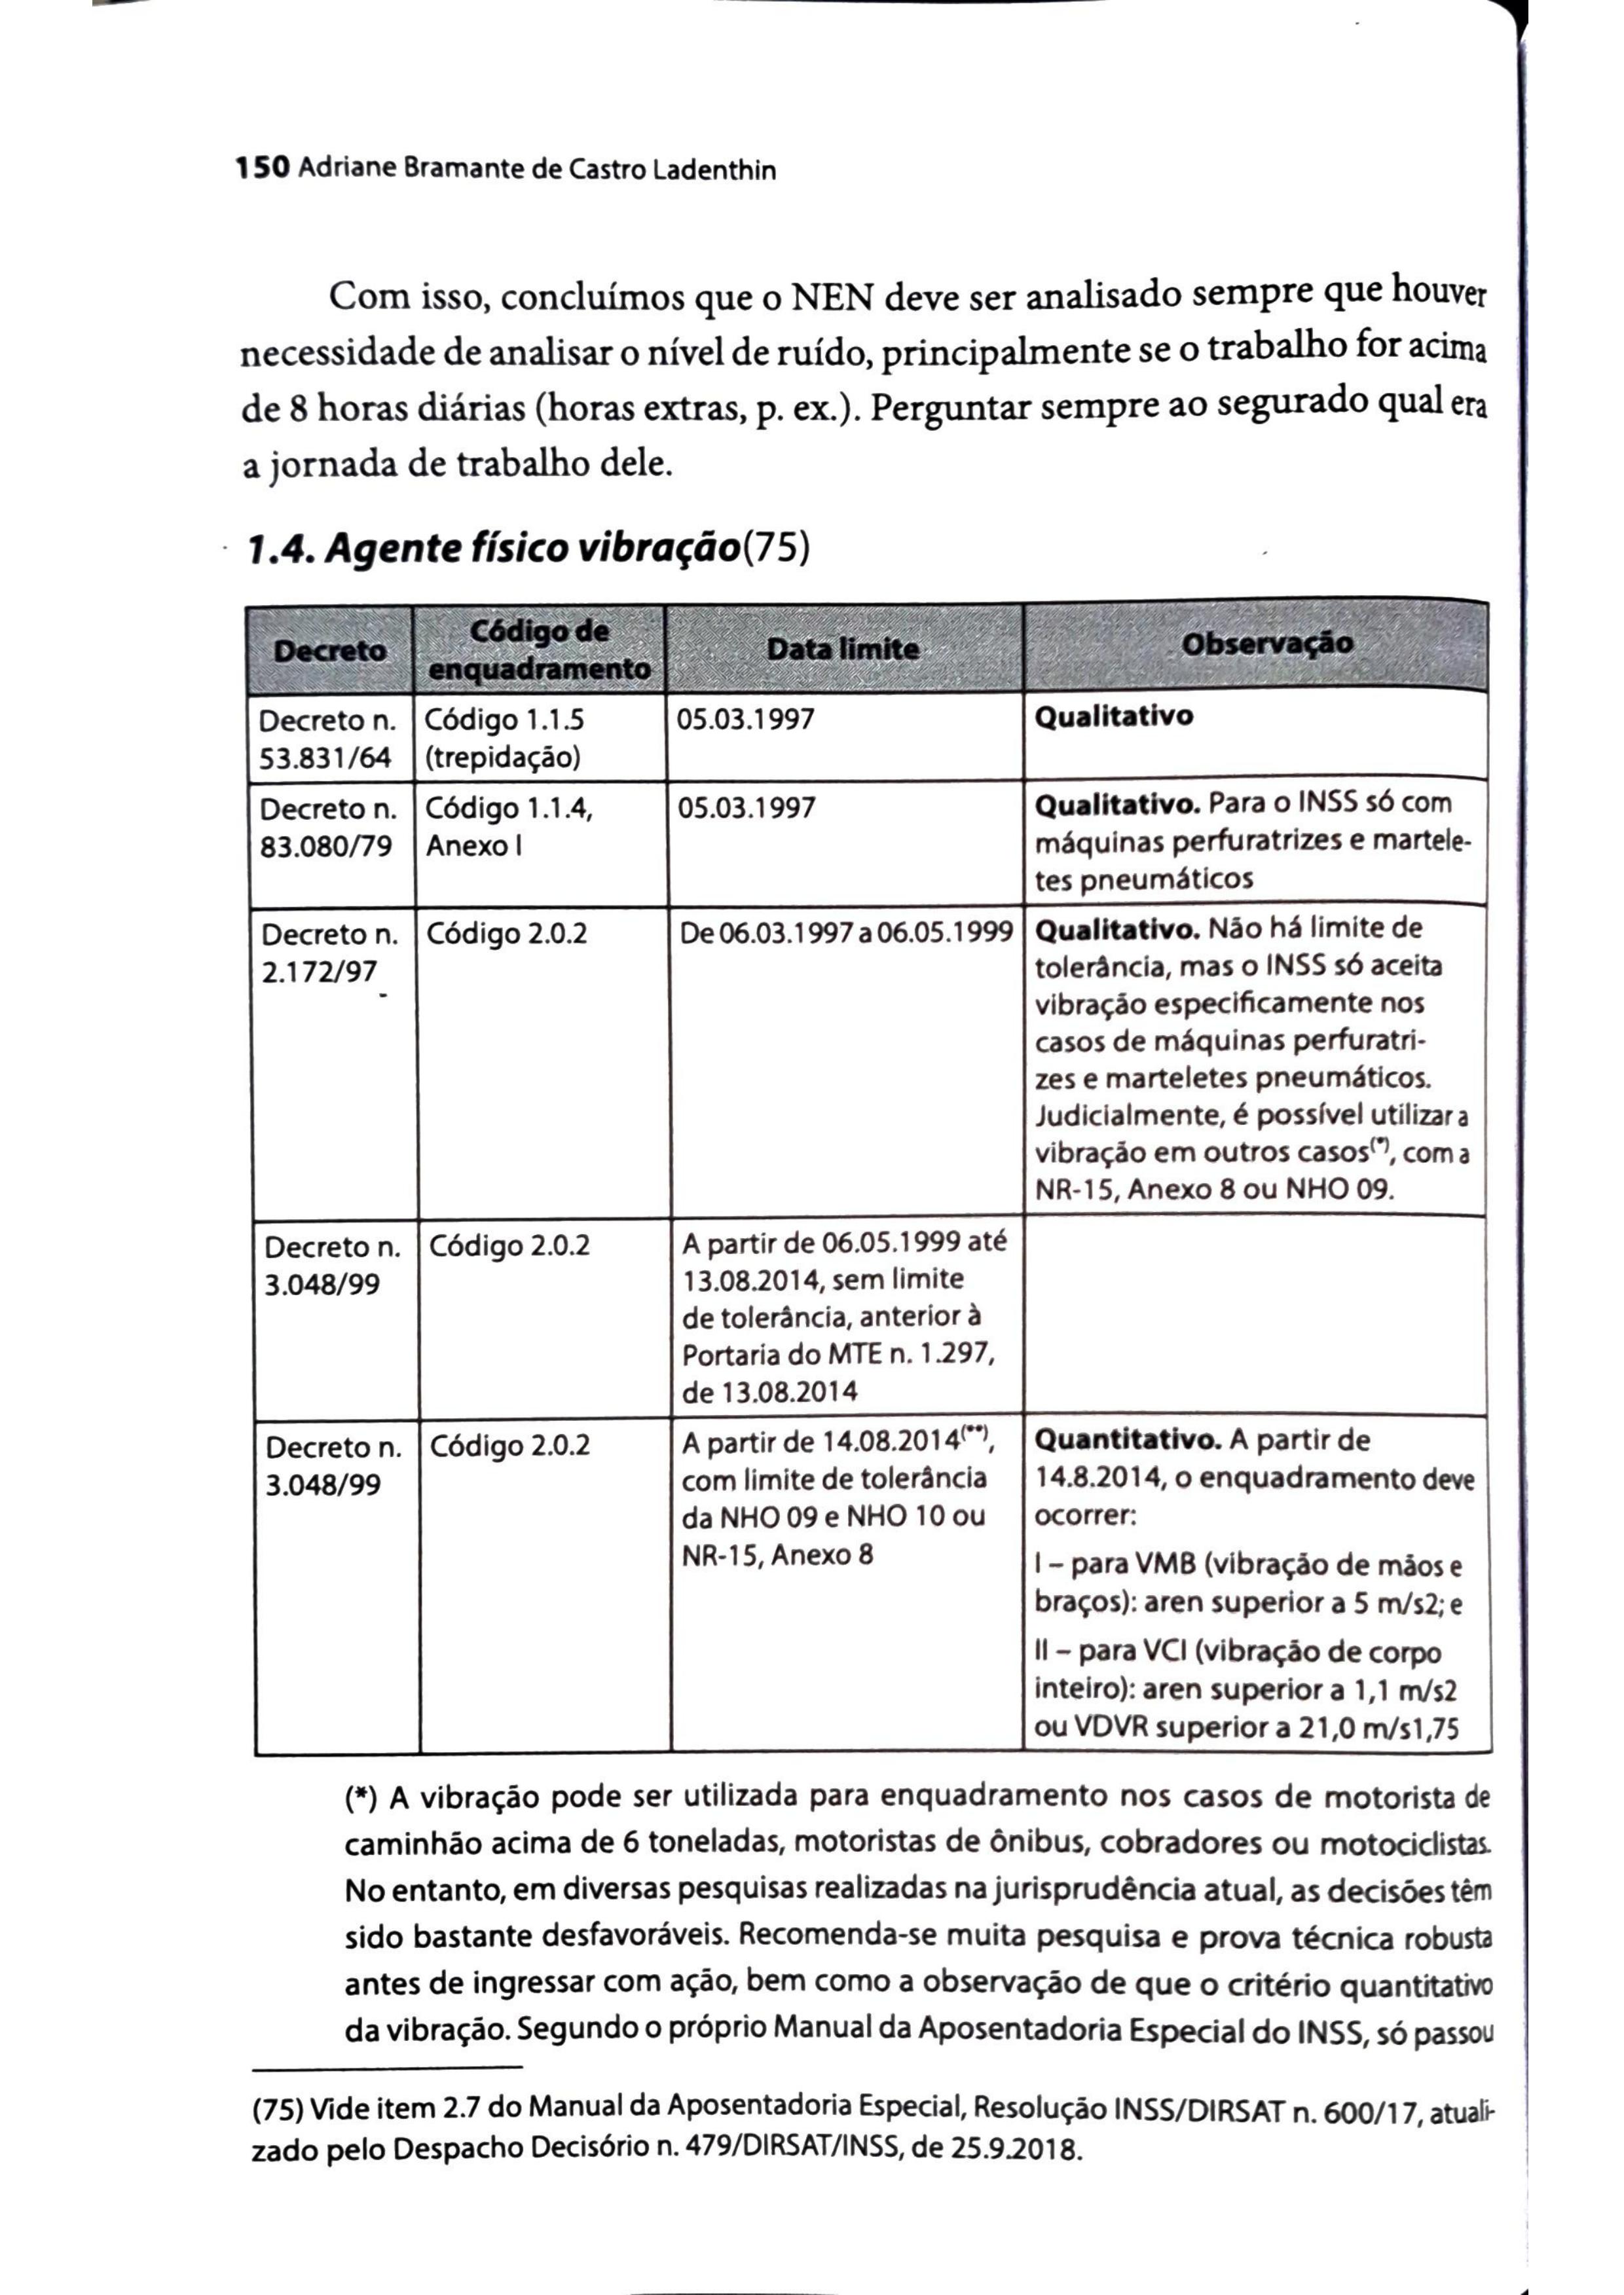 150 Adriane Bramante de Castro Ladenthin
Com isso, concluímos que o NEN deve ser analisado sempre que houver
necessidade de analisar o nível de ruído, principalmente se o trabalho for acima
de 8 horas diárias (horas extras, p. ex.). Perguntar sempre ao segurado qual era
a jornada de trabalho dele.
1.4. Agente físico vibração(75)
Decreto
Código de
enquadramento
Data limite
Observação
Decreto n.
53.831/64
Código 1.1.5
(trepidação)
05.03.1997
Qualitativo
Decreto n.
83.080/79
Código 1.1.4,
Anexo I
05.03.1997
Qualitativo. Para o INSS só com
máquinas perfuratrizes e martele-
tes pneumáticos
Decreto n.
2.172/97
Código 2.0.2
De 06.03.1997 a 06.05.1999
Qualitativo. Não há limite de
tolerância, mas o INSS só aceita
vibração especificamente nos
casos de máquinas perfuratri-
zes e marteletes pneumáticos.
Judicialmente, é possível utilizar a
vibração em outros casos(*), com a
NR-15, Anexo 8 ou NHO 09.
Decreto n.
3.048/99
Código 2.0.2
A partir de 06.05.1999 até
13.08.2014, sem limite
de tolerância, anterior à
Portaria do MTE n. 1.297,
de 13.08.2014
Decreto n.
3.048/99
Código 2.0.2
A partir de 14.08.2014(**),
com limite de tolerância
da NHO 09 e NHO 10 ou
NR-15, Anexo 8
Quantitativo. A partir de
14.8.2014, o enquadramento deve
ocorrer:
I – para VMB (vibração de mãos e
braços): aren superior a 5 m/s2; e
II – para VCI (vibração de corpo
inteiro): aren superior a 1,1 m/s2
ou VDVR superior a 21,0 m/s1,75
(*) A vibração pode ser utilizada para enquadramento nos casos de motorista de
caminhão acima de 6 toneladas, motoristas de ônibus, cobradores ou motociclistas.
No entanto, em diversas pesquisas realizadas na jurisprudência atual, as decisões têm
sido bastante desfavoráveis. Recomenda-se muita pesquisa e prova técnica robusta
antes de ingressar com ação, bem como a observação de que o critério quantitativo
da vibração. Segundo o próprio Manual da Aposentadoria Especial do INSS, só passou
(75) Vide item 2.7 do Manual da Aposentadoria Especial, Resolução INSS/DIRSAT n. 600/17, atuali-
zado pelo Despacho Decisório n. 479/DIRSAT/INSS, de 25.9.2018.